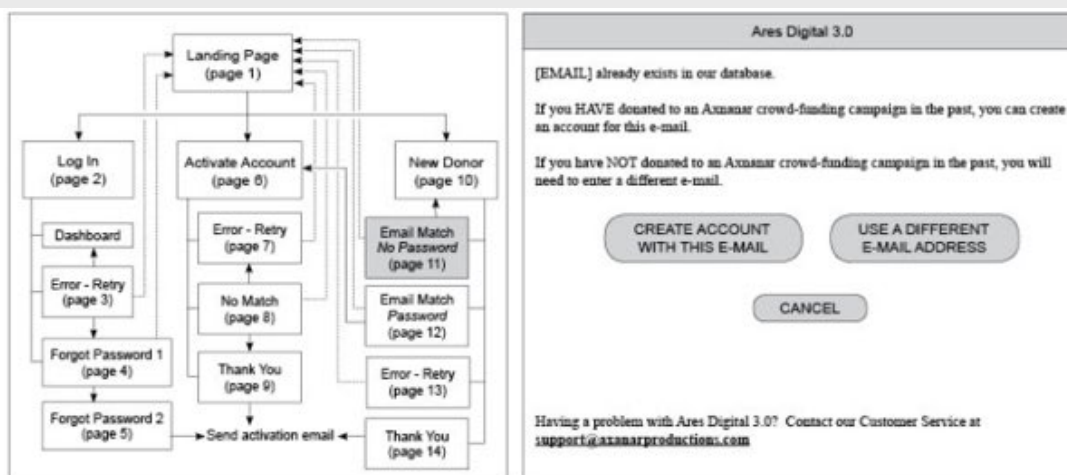 Landing Page
(page 1)
Log In
(page 2)
Activate Account
(page 6)
New Donor
(page 10)
Dashboard
Error - Retry
(page 3)
Forgot Password 1
(page 4)
Forgot Password 2
(page 5)
Error - Retry
(page 7)
No Match
(page 8)
Thank You
(page 9)
Send activation email
Email Match
No Password
(page 11)
Email Match
Password
(page 12)
Error - Retry
(page 13)
Thank You
(page 14)
Ares Digital 3.0
[EMAIL] already exists in our database.
If you HAVE donated to an Axnanar crowd-funding campaign in the past, you can create
an account for this e-mail.
If you have NOT donated to an Axnanar crowd-funding campaign in the past, you will
need to enter a different e-mail.
CREATE ACCOUNT
WITH THIS E-MAIL
USE A DIFFERENT
E-MAIL ADDRESS
CANCEL
Having a problem with Ares Digital 3.0? Contact our Customer Service at
support@axanarproductions.com